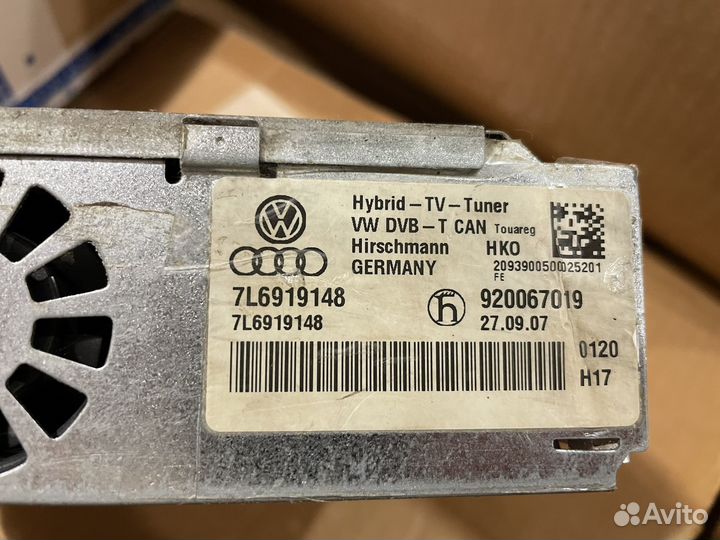 Hybrid-TV-Tuner
VW DVB-T CAN Touareg
Hirschmann HKO
GERMANY
2093900500025201
FE
7L6919148
7L6919148
920067019
27.09.07
0120
H17
Avito